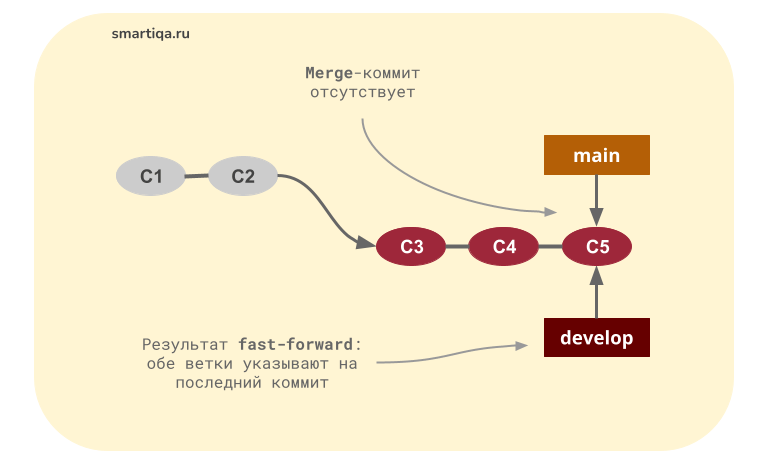 smartiqa.ru
Merge-коммит
отсутствует
main
C1
C2
C3
C4
C5
develop
Результат fast-forward:
обе ветки указывают на
последний коммит